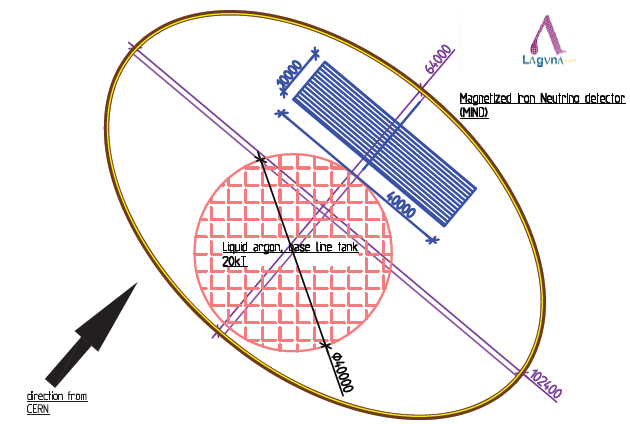 LAGUNA
64000
10000
Magnetized Iron Neutrino detector
(MIND)
40000
Liquid argon, base line tank
20kT
ø40000
102400
direction from
CERN